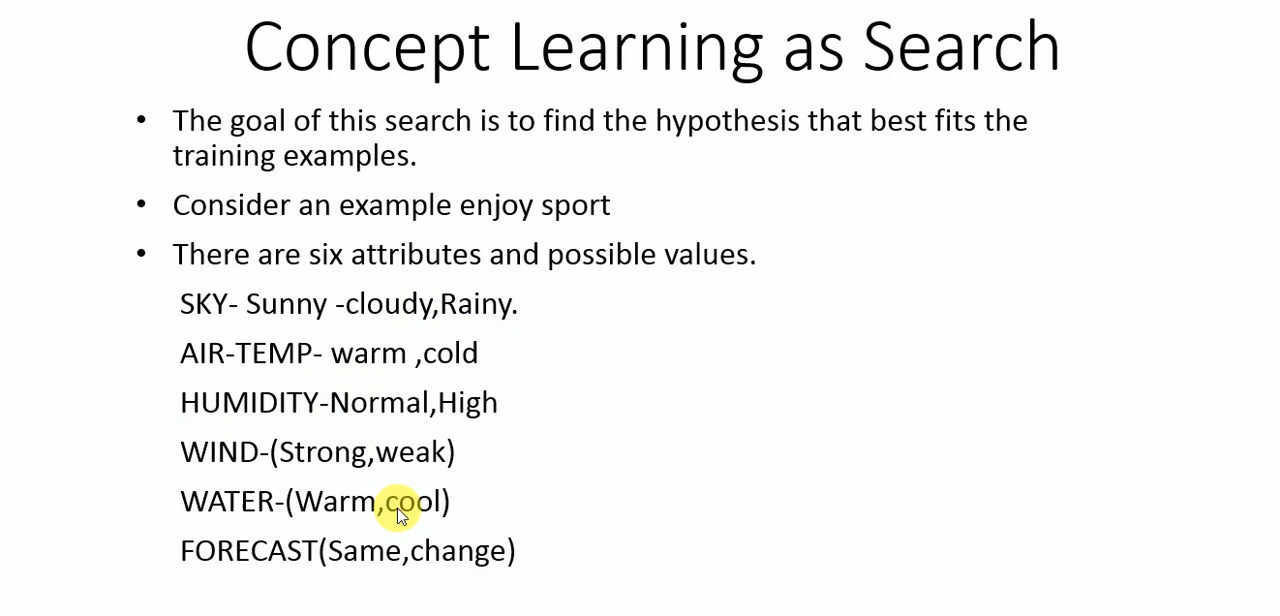 Concept Learning as Search
• The goal of this search is to find the hypothesis that best fits the
training examples.
• Consider an example enjoy sport
• There are six attributes and possible values.
SKY- Sunny -cloudy,Rainy.
AIR-TEMP- warm ,cold
HUMIDITY-Normal,High
WIND-(Strong,weak)
WATER-(Warm,cool)
FORECAST(Same,change)